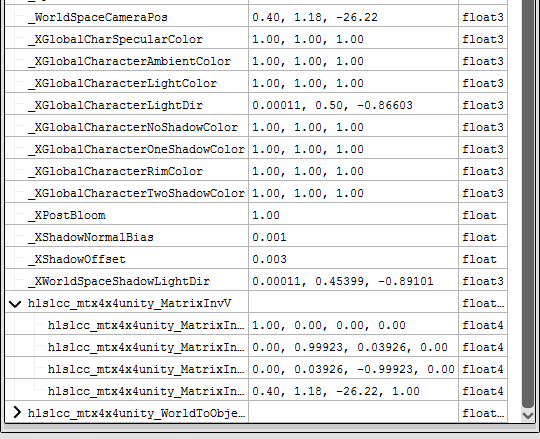 _WorldSpaceCameraPos 0.40, 1.18, -26.22 float3
_XGlobalCharSpecularColor 1.00, 1.00, 1.00 float3
_XGlobalCharacterAmbientColor 1.00, 1.00, 1.00 float3
_XGlobalCharacterLightColor 1.00, 1.00, 1.00 float3
_XGlobalCharacterLightDir 0.00011, 0.50, -0.86603 float3
_XGlobalCharacterNoShadowColor 1.00, 1.00, 1.00 float3
_XGlobalCharacterOneShadowColor 1.00, 1.00, 1.00 float3
_XGlobalCharacterRimColor 1.00, 1.00, 1.00 float3
_XGlobalCharacterTwoShadowColor 1.00, 1.00, 1.00 float3
_XPostBloom 1.00 float
_XShadowNormalBias 0.001 float
_XShadowOffset 0.003 float
_XWorldSpaceShadowLightDir 0.00011, 0.45399, -0.89101 float3
hlslcc_mtx4x4unity_MatrixInvV float...
hlslcc_mtx4x4unity_MatrixIn... 1.00, 0.00, 0.00, 0.00 float4
hlslcc_mtx4x4unity_MatrixIn... 0.00, 0.99923, 0.03926, 0.00 float4
hlslcc_mtx4x4unity_MatrixIn... 0.00, 0.03926, -0.99923, 0.00 float4
hlslcc_mtx4x4unity_MatrixIn... 0.40, 1.18, -26.22, 1.00 float4
hlslcc_mtx4x4unity_WorldToObje... float...